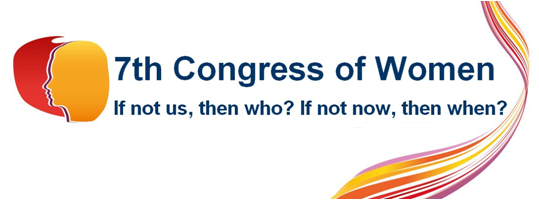 7th Congress of Women
If not us, then who? If not now, then when?